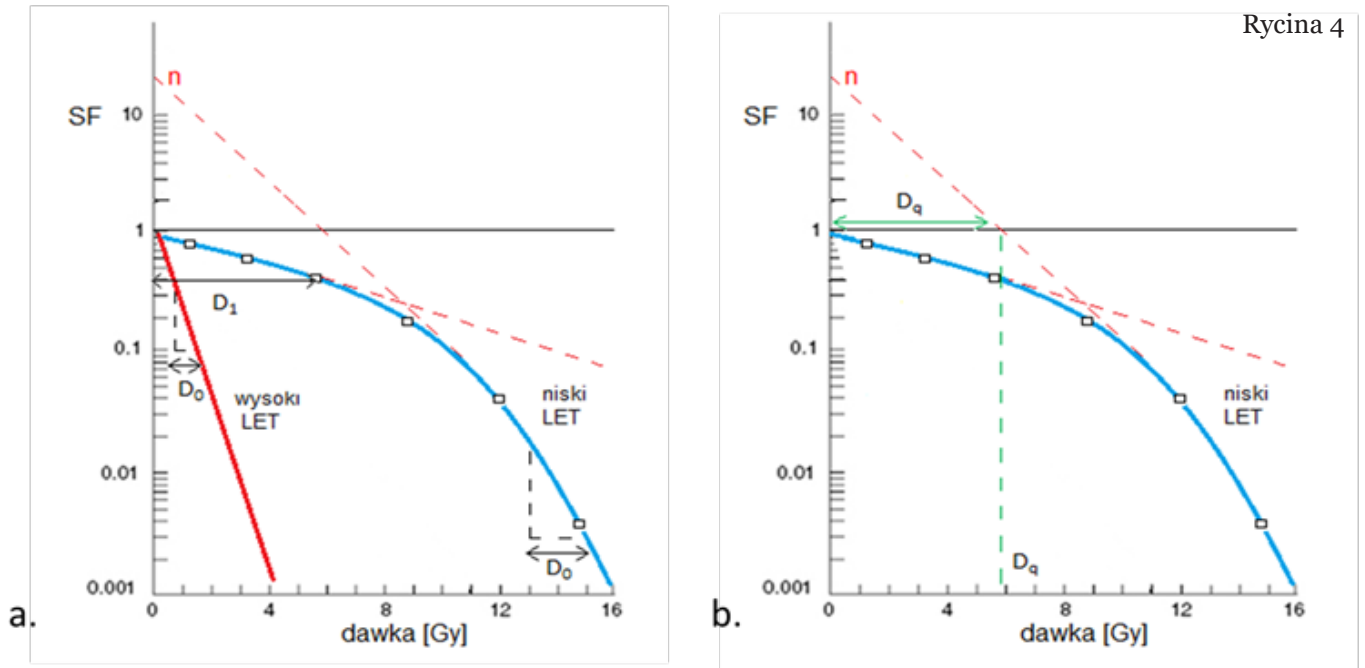 Rycina 4
n
SF
10
1
D₁
0.1
D₀
wysoki
LET
niski
LET
0.01
D₀
0.001
0 4 8 12 16
dawka [Gy]
a.
n
SF
10
D_q
1
0.1
niski
LET
0.01
D_q
0.001
0 4 8 12 16
dawka [Gy]
b.